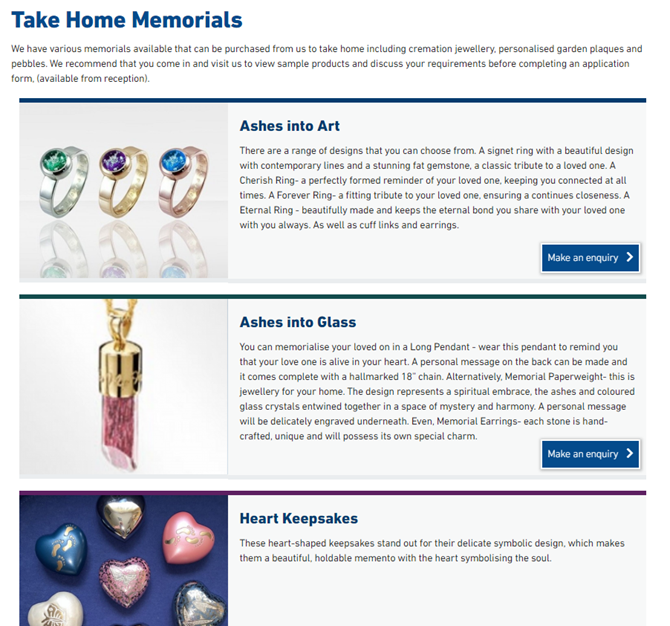 Take Home Memorials
We have various memorials available that can be purchased from us to take home including cremation jewellery, personalised garden plaques and
pebbles. We recommend that you come in and visit us to view sample products and discuss your requirements before completing an application
form, (available from reception).
Ashes into Art
There are a range of designs that you can choose from. A signet ring with a beautiful design
with contemporary lines and a stunning fat gemstone, a classic tribute to a loved one. A
Cherish Ring- a perfectly formed reminder of your loved one, keeping you connected at all
times. A Forever Ring- a fitting tribute to your loved one, ensuring a continues closeness. A
Eternal Ring - beautifully made and keeps the eternal bond you share with your loved one
with you always. As well as cuff links and earrings.
Make an enquiry
Ashes into Glass
You can memorialise your loved on in a Long Pendant - wear this pendant to remind you
that your love one is alive in your heart. A personal message on the back can be made and
it comes complete with a hallmarked 18" chain. Alternatively, Memorial Paperweight- this is
jewellery for your home. The design represents a spiritual embrace, the ashes and coloured
glass crystals entwined together in a space of mystery and harmony. A personal message
will be delicately engraved underneath. Even, Memorial Earrings- each stone is hand-
crafted, unique and will possess its own special charm.
Make an enquiry
Heart Keepsakes
These heart-shaped keepsakes stand out for their delicate symbolic design, which makes
them a beautiful, holdable memento with the heart symbolising the soul.